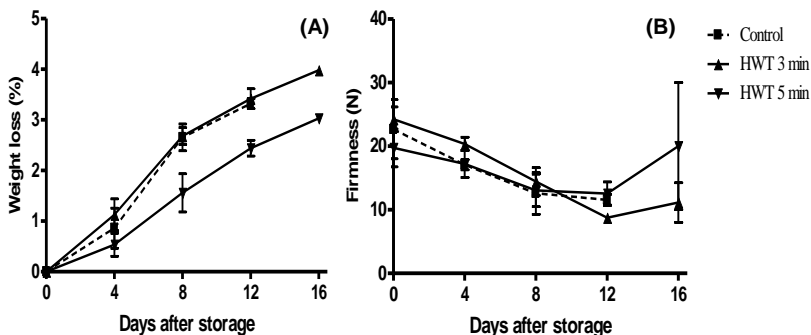 (A)
Weight loss (%)
5
4
3
2
1
0
0 4 8 12 16
Days after storage
(B)
Firmness (N)
40
30
20
10
0
0 4 8 12 16
Days after storage
Control
HWT 3 min
HWT 5 min